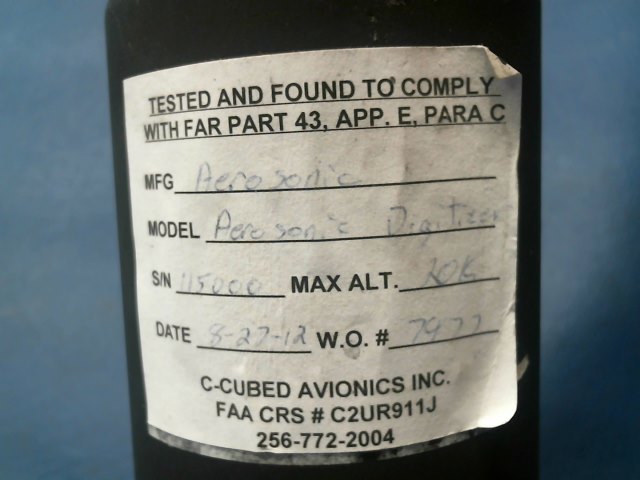 TESTED AND FOUND TO COMPLY
WITH FAR PART 43, APP. E, PARA C
MFG Aerosonic
MODEL Aerosonic Digitizer
S/N 115000 MAX ALT. 20K
DATE 8-27-12 W.O. # 7977
C-CUBED AVIONICS INC.
FAA CRS # C2UR911J
256-772-2004